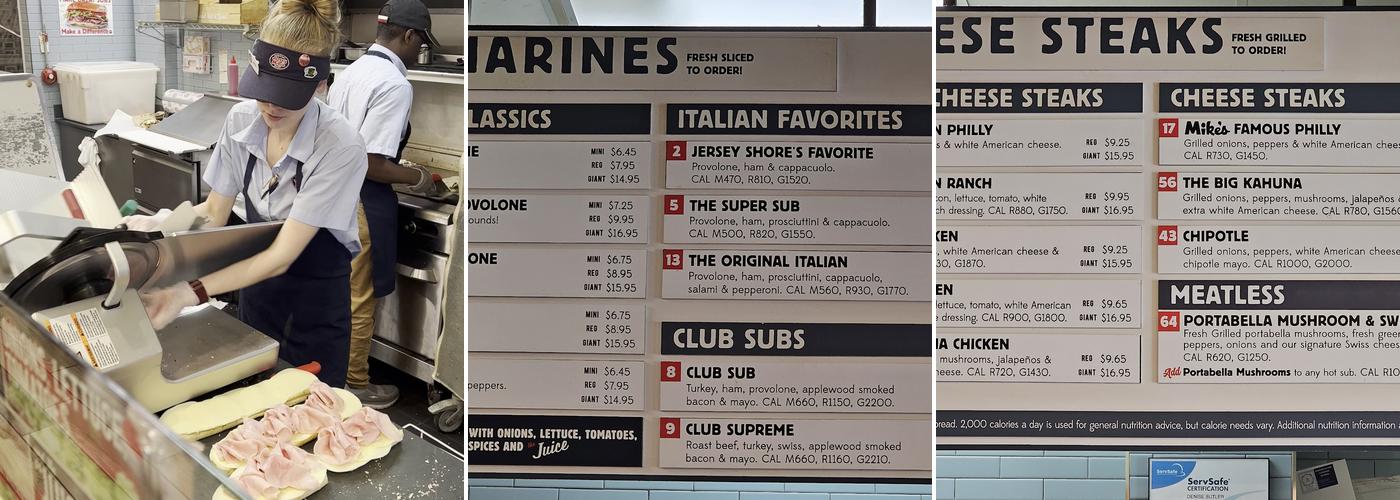 Make a Difference
ARINES FRESH SLICED
TO ORDER!
LASSICS
MINI $6.45
REG $7.95
GIANT $14.95
OVOLONE
MINI $7.25
ounds!
REG $9.95
GIANT $16.95
ONE
MINI $6.75
REG $8.95
GIANT $15.95
MINI $6.75
REG $8.95
GIANT $15.95
MINI $6.45
peppers.
REG $7.95
GIANT $14.95
WITH ONIONS, LETTUCE, TOMATOES,
SPICES AND the Juice
ITALIAN FAVORITES
2 JERSEY SHORE'S FAVORITE
Provolone, ham & cappacuolo.
CAL M470, R810, G1520.
5 THE SUPER SUB
Provolone, ham, prosciuttini & cappacuolo.
CAL M500, R820, G1550.
13 THE ORIGINAL ITALIAN
Provolone, ham, prosciuttini, cappacuolo,
salami & pepperoni. CAL M560, R930, G1770.
CLUB SUBS
8 CLUB SUB
Turkey, ham, provolone, applewood smoked
bacon & mayo. CAL M660, R1150, G2200.
9 CLUB SUPREME
Roast beef, turkey, swiss, applewood smoked
bacon & mayo. CAL M660, R1160, G2210.
ESE STEAKS FRESH GRILLED
TO ORDER!
CHEESE STEAKS
N PHILLY
s & white American cheese.
REG $9.25
GIANT $15.95
N RANCH
con, lettuce, tomato, white
ch dressing. CAL R880, G1750.
REG $9.95
GIANT $16.95
KEN
, white American cheese &
0, G1870.
REG $9.25
GIANT $15.95
EN
lettuce, tomato, white American
e dressing. CAL R900, G1800.
REG $9.65
GIANT $16.95
NA CHICKEN
mushrooms, jalapeños &
eese. CAL R720, G1430.
REG $9.65
GIANT $16.95
CHEESE STEAKS
17 Mike's FAMOUS PHILLY
Grilled onions, peppers & white American chees
CAL R730, G1450.
56 THE BIG KAHUNA
Grilled onions, peppers, mushrooms, jalapeños
extra white American cheese. CAL R780, G156
43 CHIPOTLE
Grilled onions, peppers, white American cheese
chipotle mayo. CAL R1000, G2000.
MEATLESS
64 PORTABELLA MUSHROOM & SW
Fresh Grilled portabella mushrooms, fresh gree
peppers, onions and our signature Swiss chees
CAL R620, G1250.
Add Portabella Mushrooms to any hot sub. CAL R10
bread. 2,000 calories a day is used for general nutrition advice, but calorie needs vary. Additional nutrition information
ServSafe
ServSafe
CERTIFICATION
DENISE BUTLER